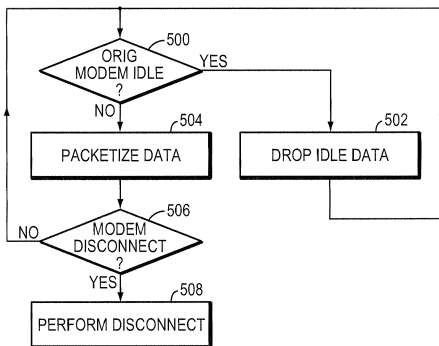 500
ORIG
MODEM IDLE
?
YES
NO
504
PACKETIZE DATA
502
DROP IDLE DATA
506
MODEM
DISCONNECT
?
NO
YES
508
PERFORM DISCONNECT